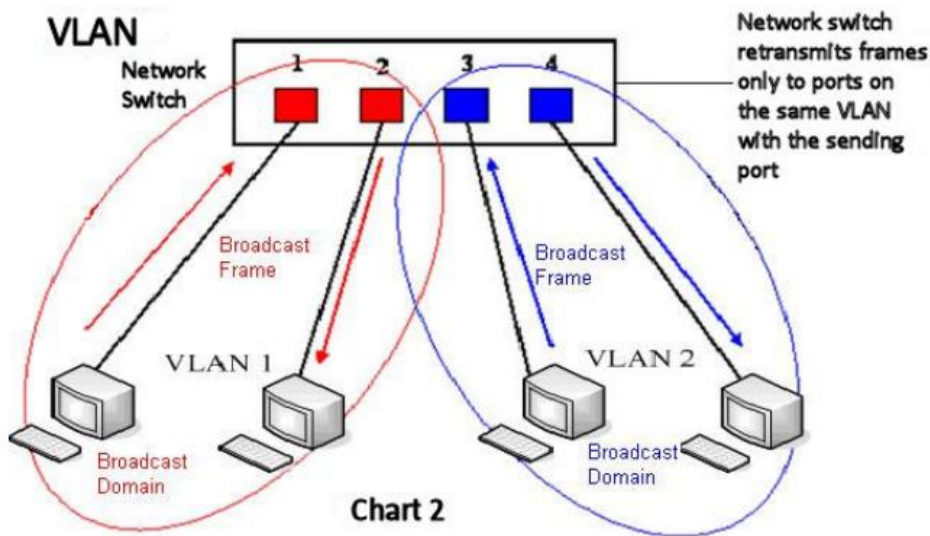 VLAN
Network
Switch
1
2
3
4
Network switch
retransmits frames
only to ports on
the same VLAN
with the sending
port
Broadcast
Frame
Broadcast
Frame
VLAN 1
VLAN 2
Broadcast
Domain
Broadcast
Domain
Chart 2